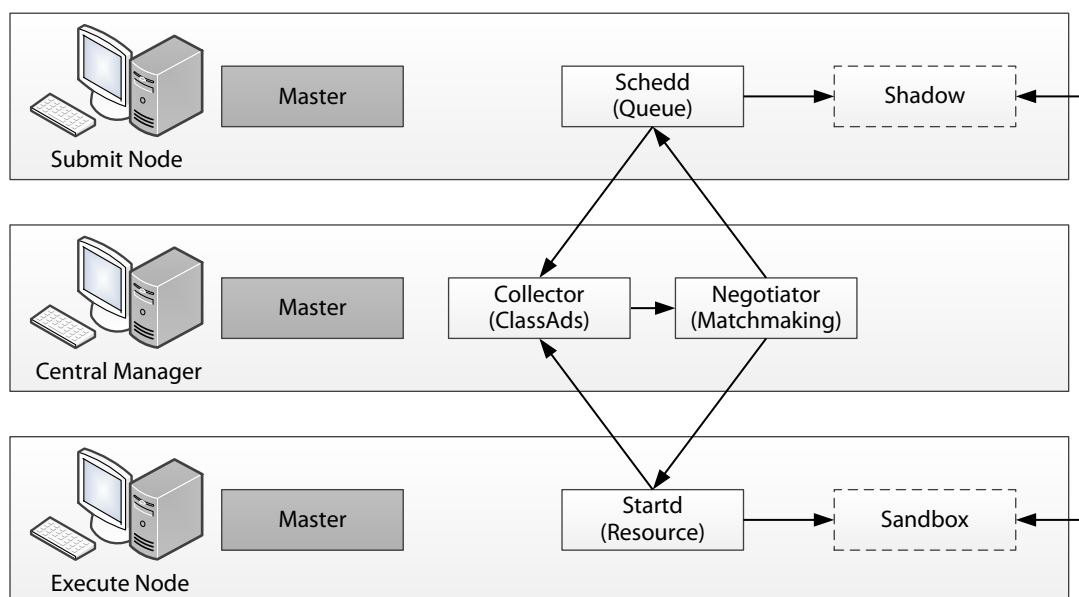 Master
Schedd
(Queue)
Shadow
Submit Node
Master
Collector
(ClassAds)
Negotiator
(Matchmaking)
Central Manager
Master
Startd
(Resource)
Sandbox
Execute Node